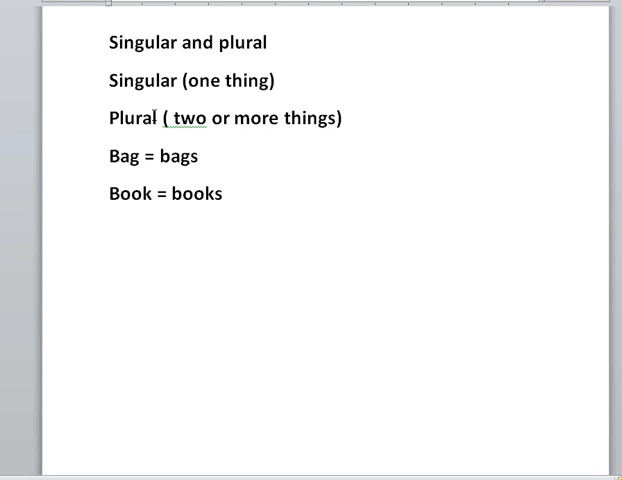 Singular and plural
Singular (one thing)
Plural ( two or more things)
Bag = bags
Book = books